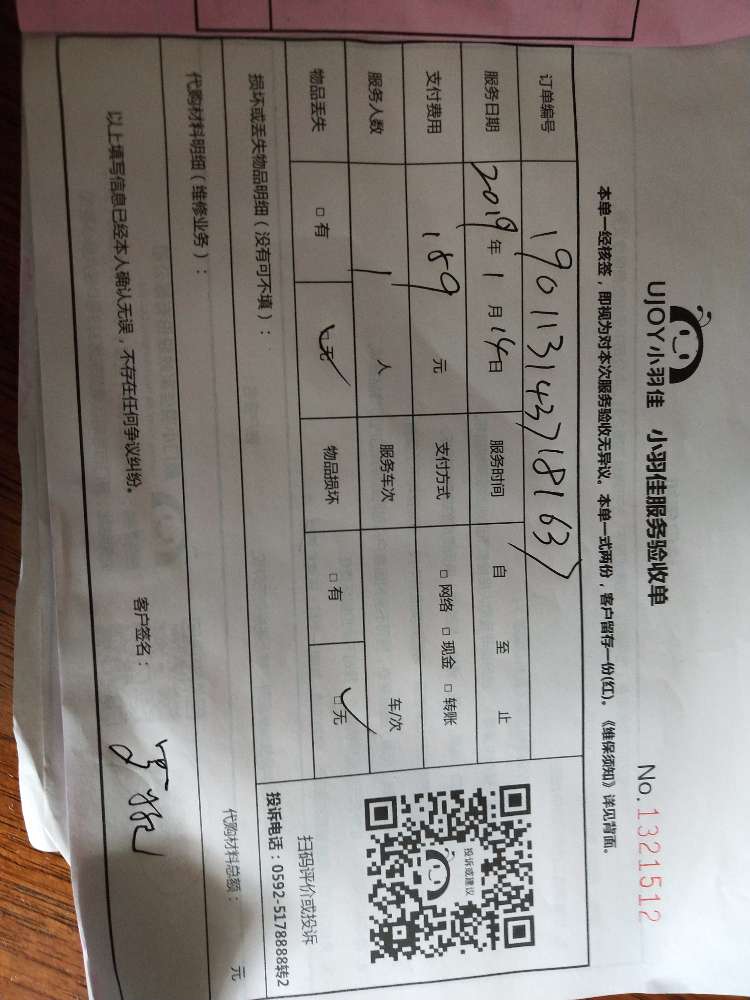 UJOY小羽佳 小羽佳服务验收单
No.1321512
本单一经核签，即视为对本次服务验收无异议。本单一式两份，客户留存一份(红)。《维保须知》详见背面。
订单编号 1901131437181637
服务日期 2019年 1 月 14日 服务时间 自 至 止
支付费用 189 元 支付方式 □ 网络 □ 现金 □ 转账
服务人数 1 人 服务车次 车/次
物品丢失 □ 有 □ 无 ✓ 物品损坏 □ 有 □ 无 ✓
投诉或建议
扫码评价或投诉
投诉电话：0592-5178888转2
损坏或丢失物品明细（没有可不填）：
代购材料明细（维修业务）： 代购材料总额： 元
以上填写信息已经本人确认无误，不存在任何争议纠纷。 客户签名：